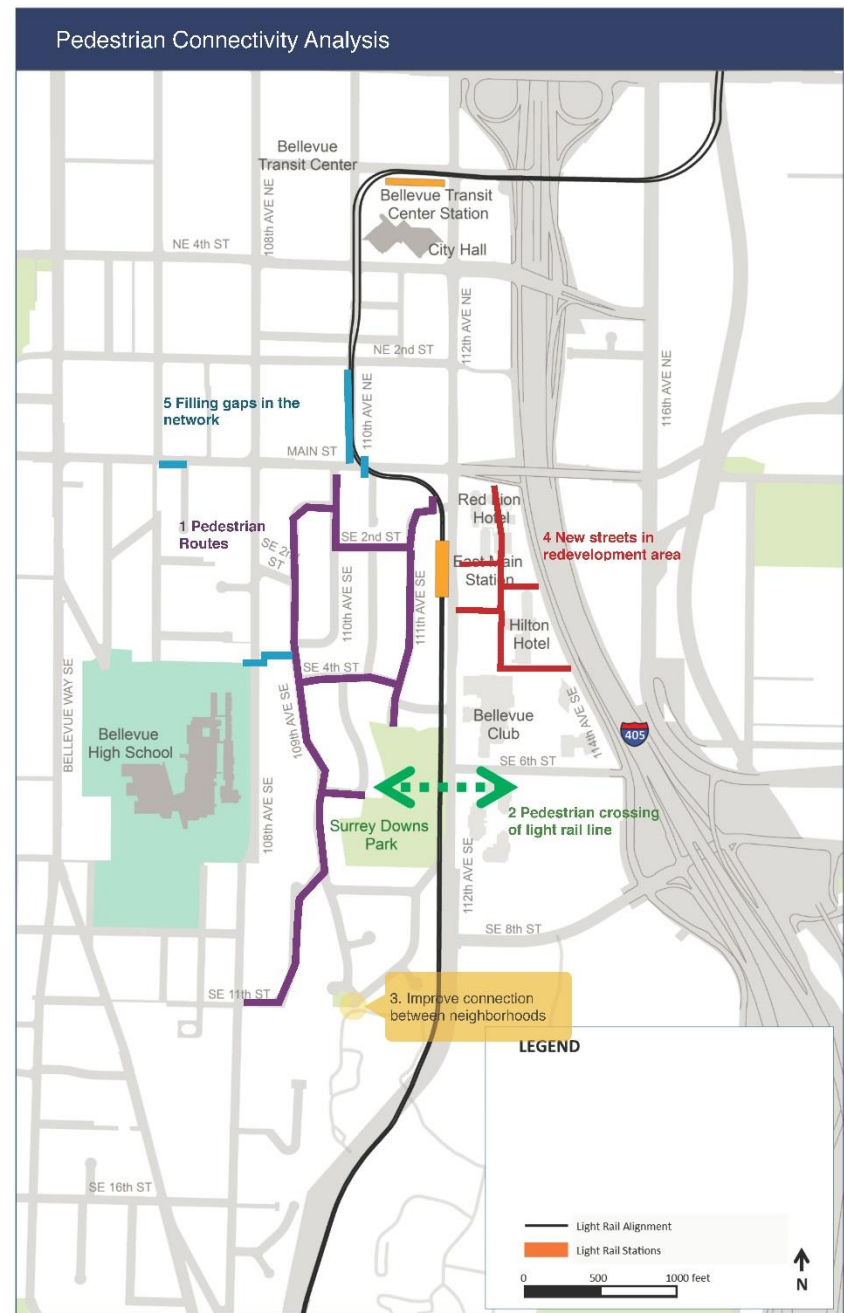 Pedestrian Connectivity Analysis
Bellevue
Transit Center
108th AVE NE
Bellevue Transit
Center Station
City Hall
NE 4th ST
112th AVE NE
NE 2nd ST
116th AVE NE
110th AVE NE
5 Filling gaps in the
network
MAIN ST
Red Lion
Hotel
1 Pedestrian
Routes
SE 2nd ST
SE 2nd
ST
4 New streets in
redevelopment area
East Main
Station
110th AVE SE
111th AVE SE
Hilton
Hotel
SE 4th ST
BELLEVUE WAY SE
109th AVE SE
Bellevue
High School
Bellevue
Club
114th AVE SE
405
SE 6th ST
108th AVE SE
Surrey Downs
Park
2 Pedestrian crossing
of light rail line
112th AVE SE
SE 8th ST
SE 11th ST
3. Improve connection
between neighborhoods
LEGEND
SE 16th ST
Light Rail Alignment
Light Rail Stations
0 500 1000 feet
N